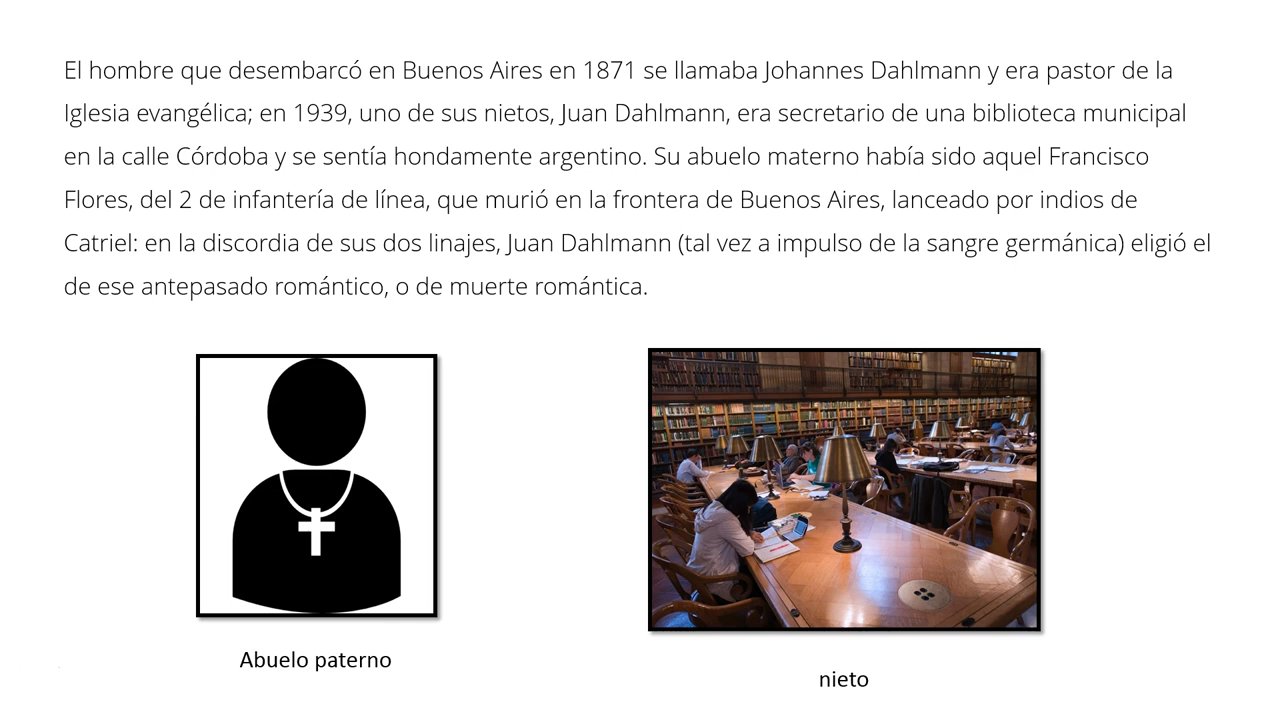 El hombre que desembarcó en Buenos Aires en 1871 se llamaba Johannes Dahlmann y era pastor de la
Iglesia evangélica; en 1939, uno de sus nietos, Juan Dahlmann, era secretario de una biblioteca municipal
en la calle Córdoba y se sentía hondamente argentino. Su abuelo materno había sido aquel Francisco
Flores, del 2 de infantería de línea, que murió en la frontera de Buenos Aires, lanceado por indios de
Catriel: en la discordia de sus dos linajes, Juan Dahlmann (tal vez a impulso de la sangre germánica) eligió el
de ese antepasado romántico, o de muerte romántica.
Abuelo paterno
nieto